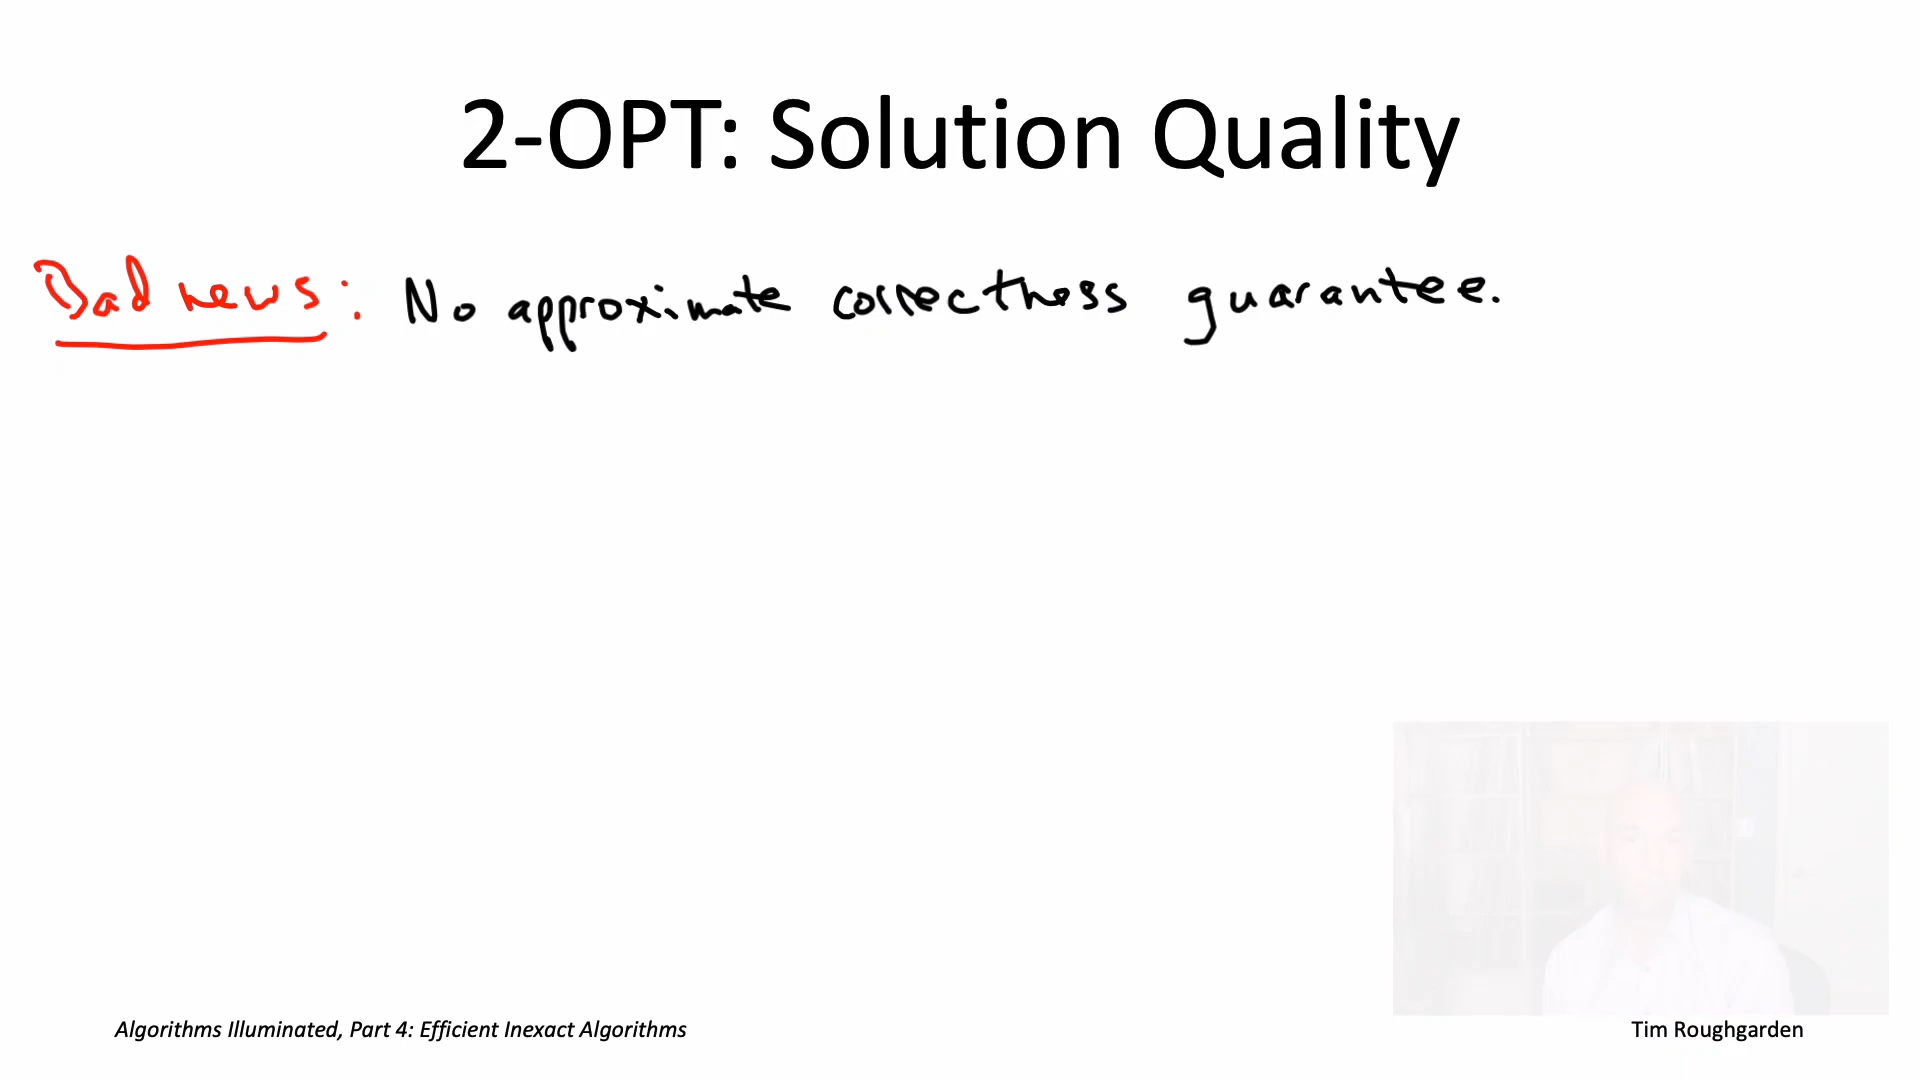 2-OPT: Solution Quality
Bad news: No approximate correctness guarantee.
Algorithms Illuminated, Part 4: Efficient Inexact Algorithms
Tim Roughgarden